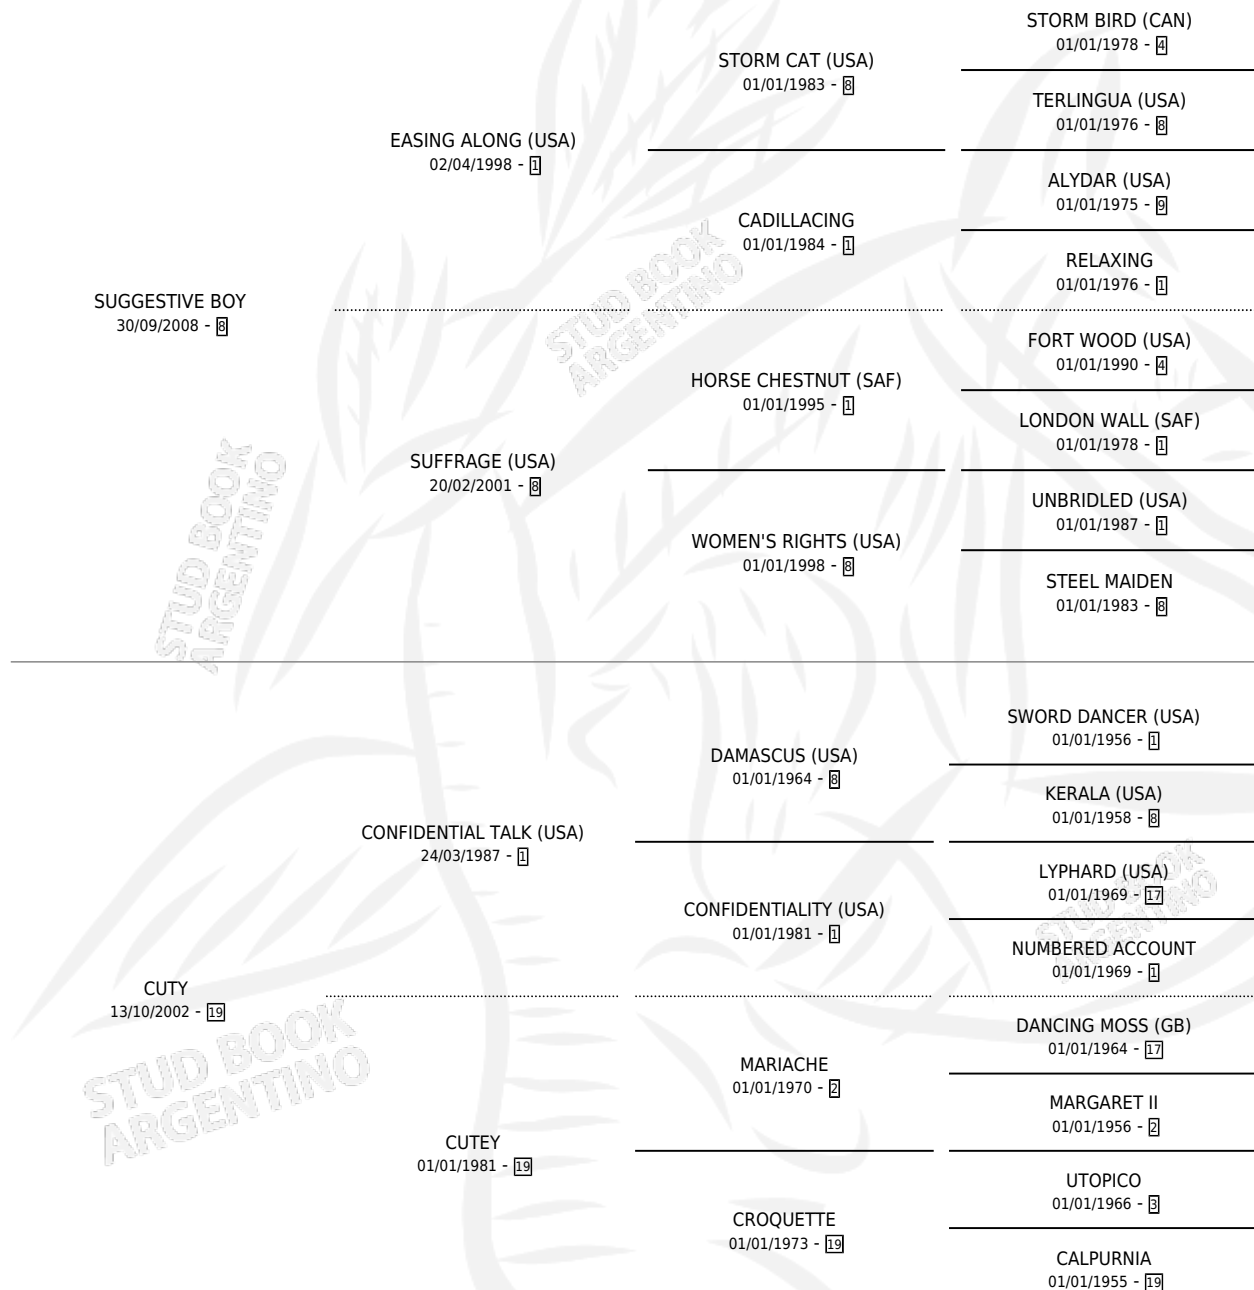 STORM BIRD (CAN)
01/01/1978 - 4
STORM CAT (USA)
01/01/1983 - 8
TERLINGUA (USA)
01/01/1976 - 8
EASING ALONG (USA)
02/04/1998 - 1
ALYDAR (USA)
01/01/1975 - 9
CADILLACING
01/01/1984 - 1
RELAXING
01/01/1976 - 1
SUGGESTIVE BOY
30/09/2008 - 8
FORT WOOD (USA)
01/01/1990 - 4
HORSE CHESTNUT (SAF)
01/01/1995 - 1
LONDON WALL (SAF)
01/01/1978 - 1
SUFFRAGE (USA)
20/02/2001 - 8
UNBRIDLED (USA)
01/01/1987 - 1
WOMEN'S RIGHTS (USA)
01/01/1998 - 8
STEEL MAIDEN
01/01/1983 - 8
SWORD DANCER (USA)
01/01/1956 - 1
DAMASCUS (USA)
01/01/1964 - 8
KERALA (USA)
01/01/1958 - 8
CONFIDENTIAL TALK (USA)
24/03/1987 - 1
LYPHARD (USA)
01/01/1969 - 17
CONFIDENTIALITY (USA)
01/01/1981 - 1
NUMBERED ACCOUNT
01/01/1969 - 1
CUTY
13/10/2002 - 19
DANCING MOSS (GB)
01/01/1964 - 17
MARIACHE
01/01/1970 - 2
MARGARET II
01/01/1956 - 2
CUTEY
01/01/1981 - 19
UTOPICO
01/01/1966 - 3
CROQUETTE
01/01/1973 - 19
CALPURNIA
01/01/1955 - 19
STUD BOOK
ARGENTINO
STUD BOOK
ARGENTINO
STUD BOOK
ARGENTINO
STUD BOOK
ARGENTINO